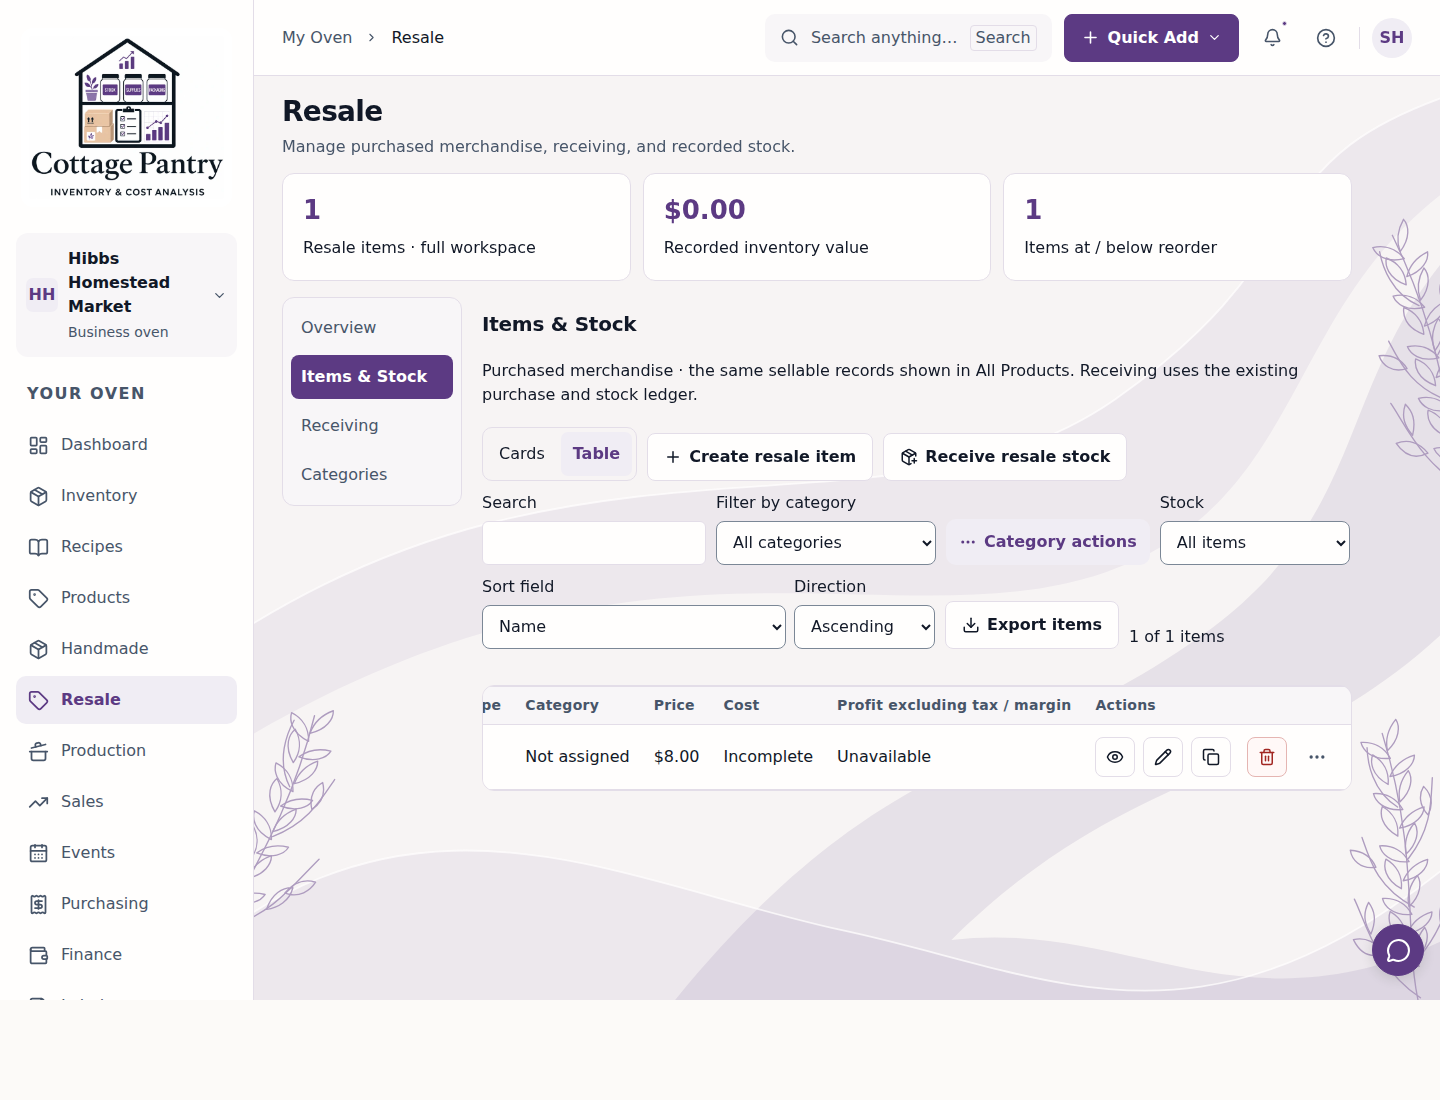 Cottage Pantry
INVENTORY & COST ANALYSIS
HH
Hibbs
Homestead
Market
Business oven
YOUR OVEN
Dashboard
Inventory
Recipes
Products
Handmade
Resale
Production
Sales
Events
Purchasing
Finance
My Oven
Resale
Search anything...
Search
Quick Add
SH
Resale
Manage purchased merchandise, receiving, and recorded stock.
1
Resale items · full workspace
$0.00
Recorded inventory value
1
Items at / below reorder
Overview
Items & Stock
Receiving
Categories
Items & Stock
Purchased merchandise · the same sellable records shown in All Products. Receiving uses the existing
purchase and stock ledger.
Cards
Table
Create resale item
Receive resale stock
Search
Filter by category
Stock
All categories
Category actions
All items
Sort field
Direction
Name
Ascending
Export items
1 of 1 items
pe
Category
Price
Cost
Profit excluding tax / margin
Actions
Not assigned
$8.00
Incomplete
Unavailable